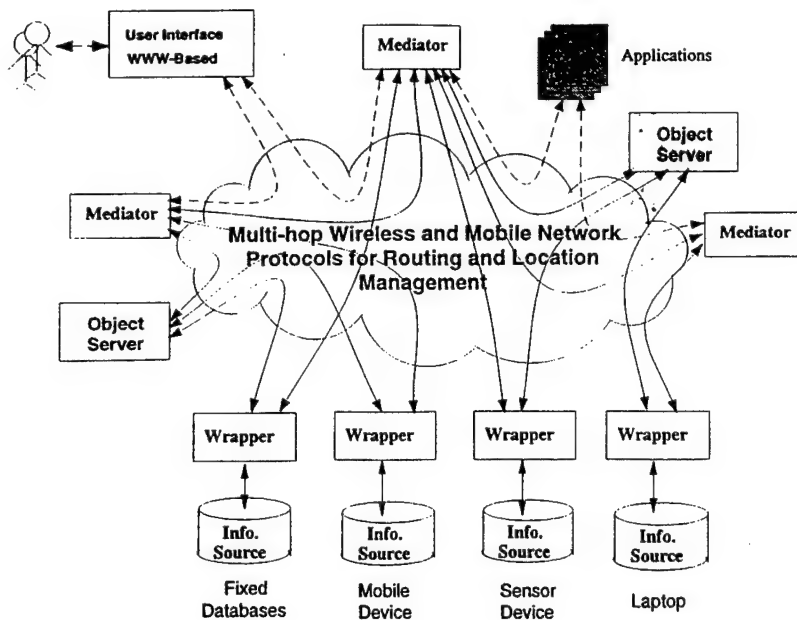 User Interface
WWW-Based
Mediator
Applications
Object
Server
Mediator
Multi-hop Wireless and Mobile Network
Protocols for Routing and Location
Management
Mediator
Object
Server
Wrapper
Wrapper
Wrapper
Wrapper
Info.
Source
Info.
Source
Info.
Source
Info.
Source
Fixed
Databases
Mobile
Device
Sensor
Device
Laptop